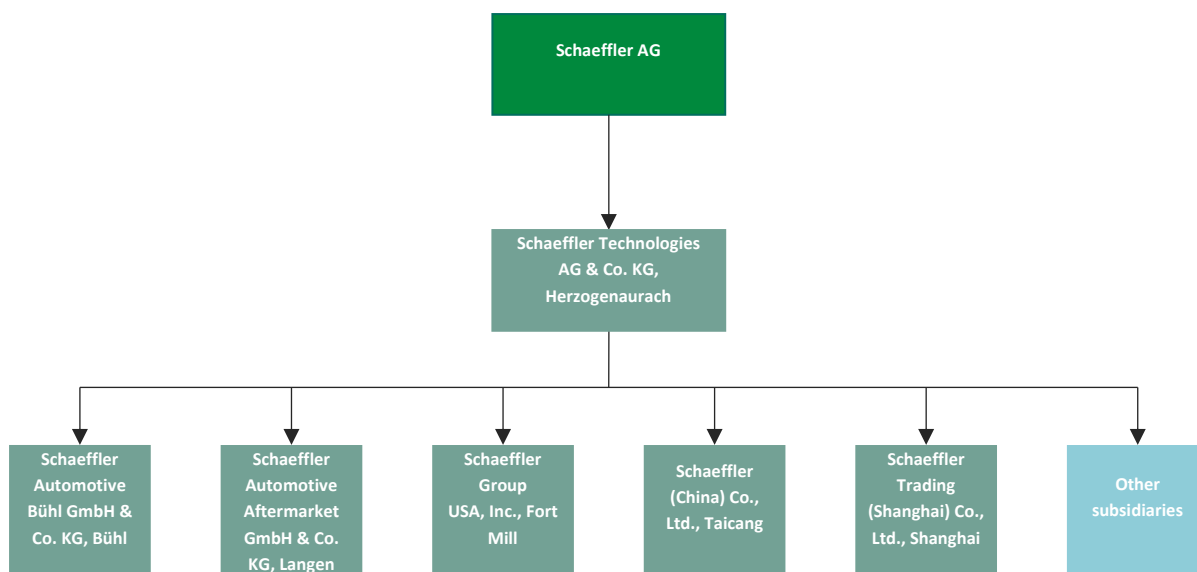 Schaeffler AG
Schaeffler Technologies
AG & Co. KG,
Herzogenaurach
Schaeffler
Automotive
Bühl GmbH &
Co. KG, Bühl
Schaeffler
Automotive
Aftermarket
GmbH & Co.
KG, Langen
Schaeffler
Group
USA, Inc., Fort
Mill
Schaeffler
(China) Co.,
Ltd., Taicang
Schaeffler
Trading
(Shanghai) Co.,
Ltd., Shanghai
Other
subsidiaries